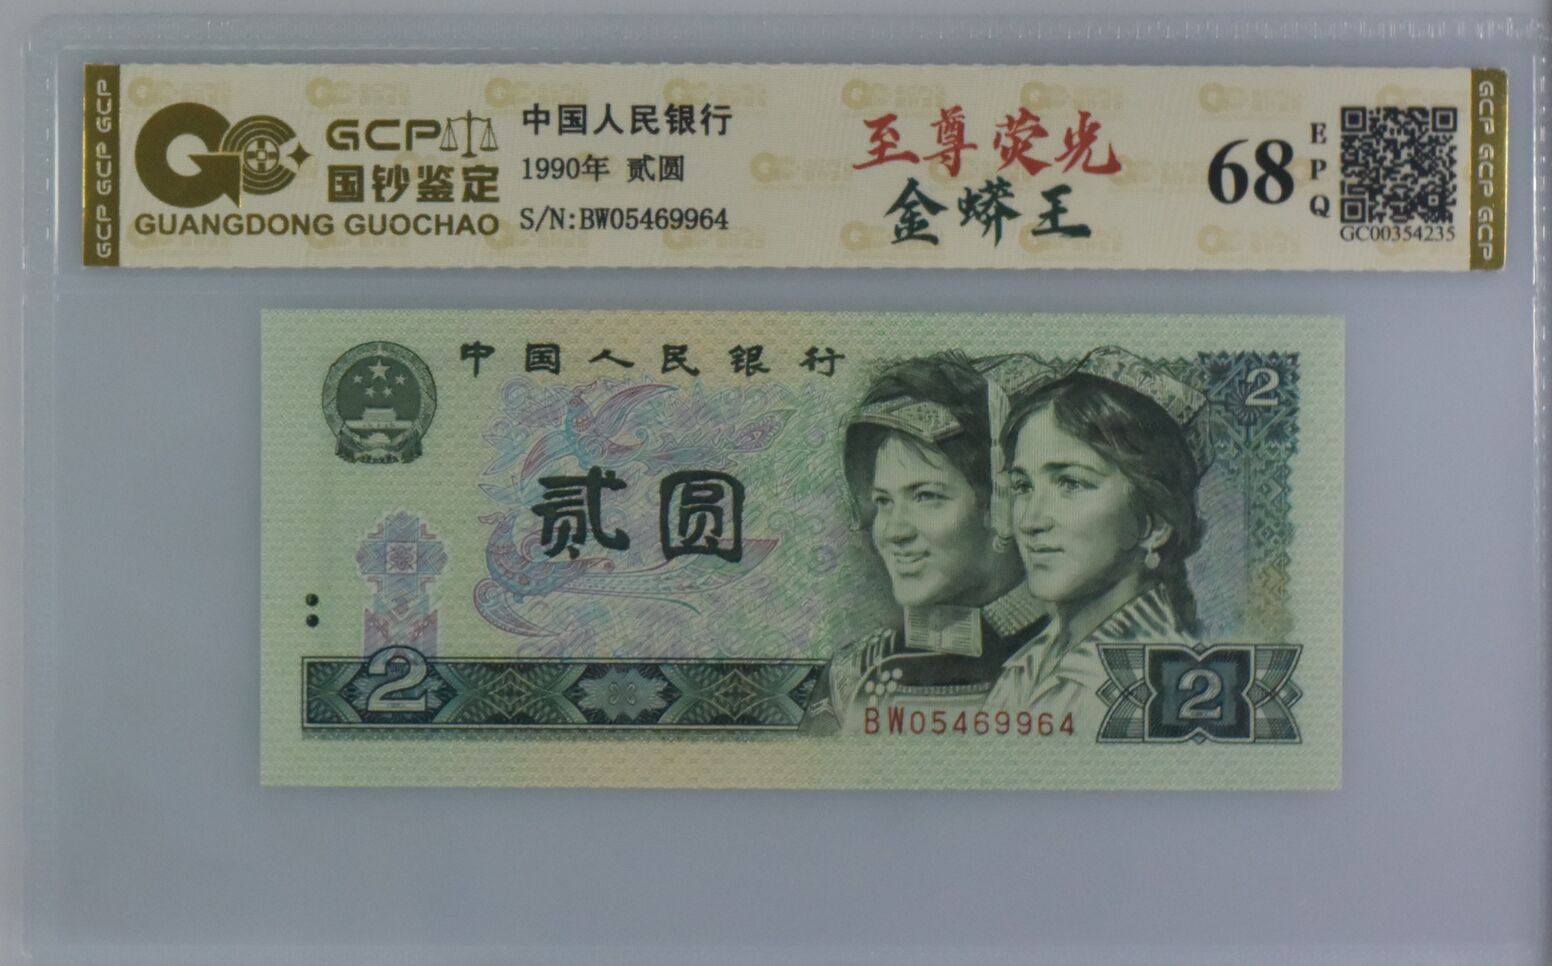 GCP GCP GCP
GCP
国钞鉴定
GUANGDONG GUOCHAO
中国人民银行
1990年 贰圆
S/N:BW05469964
至尊荧光
金蟒王
68
EPQ
GC00354235
GCP GCP GCP
中国人民银行
2
贰圆
2
BW05469964
2